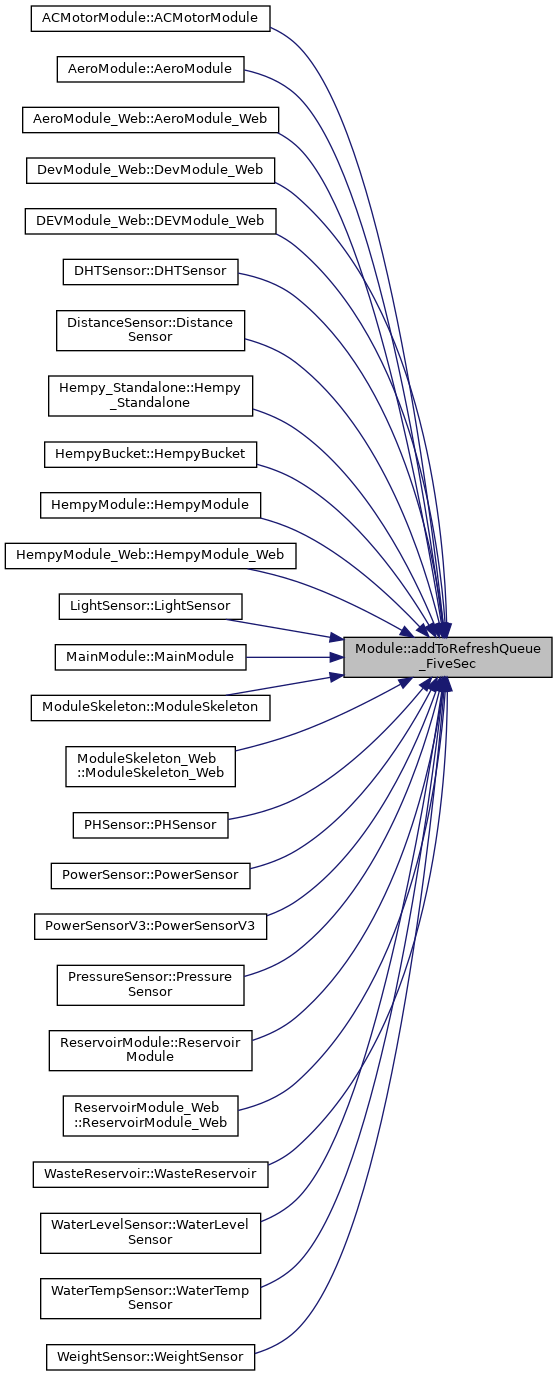 ACMotorModule::ACMotorModule
AeroModule::AeroModule
AeroModule_Web::AeroModule_Web
DevModule_Web::DevModule_Web
DEVModule_Web::DEVModule_Web
DHTSensor::DHTSensor
DistanceSensor::Distance
Sensor
Hempy_Standalone::Hempy
_Standalone
HempyBucket::HempyBucket
HempyModule::HempyModule
HempyModule_Web::HempyModule_Web
LightSensor::LightSensor
Module::addToRefreshQueue
_FiveSec
MainModule::MainModule
ModuleSkeleton::ModuleSkeleton
ModuleSkeleton_Web
::ModuleSkeleton_Web
PHSensor::PHSensor
PowerSensor::PowerSensor
PowerSensorV3::PowerSensorV3
PressureSensor::Pressure
Sensor
ReservoirModule::Reservoir
Module
ReservoirModule_Web
::ReservoirModule_Web
WasteReservoir::WasteReservoir
WaterLevelSensor::WaterLevel
Sensor
WaterTempSensor::WaterTemp
Sensor
WeightSensor::WeightSensor